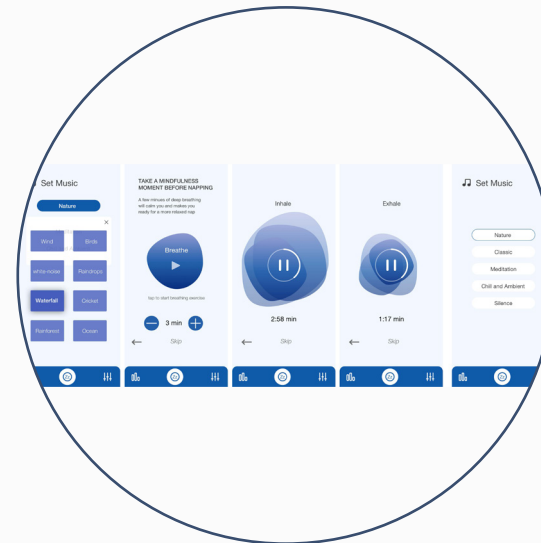 Set Music
Nature
×
Wind
Birds
white-noise
Raindrops
Waterfall
Cricket
Rainforest
Ocean
TAKE A MINDFULNESS
MOMENT BEFORE NAPPING
A few minues of deep breathing
will calm you and makes you
ready for a more relaxed nap
Breathe
tap to start breathing exercise
3 min
Skip
Inhale
2:58 min
Skip
Exhale
1:17 min
Skip
Set Music
Nature
Classic
Meditation
Chill and Ambient
Silence